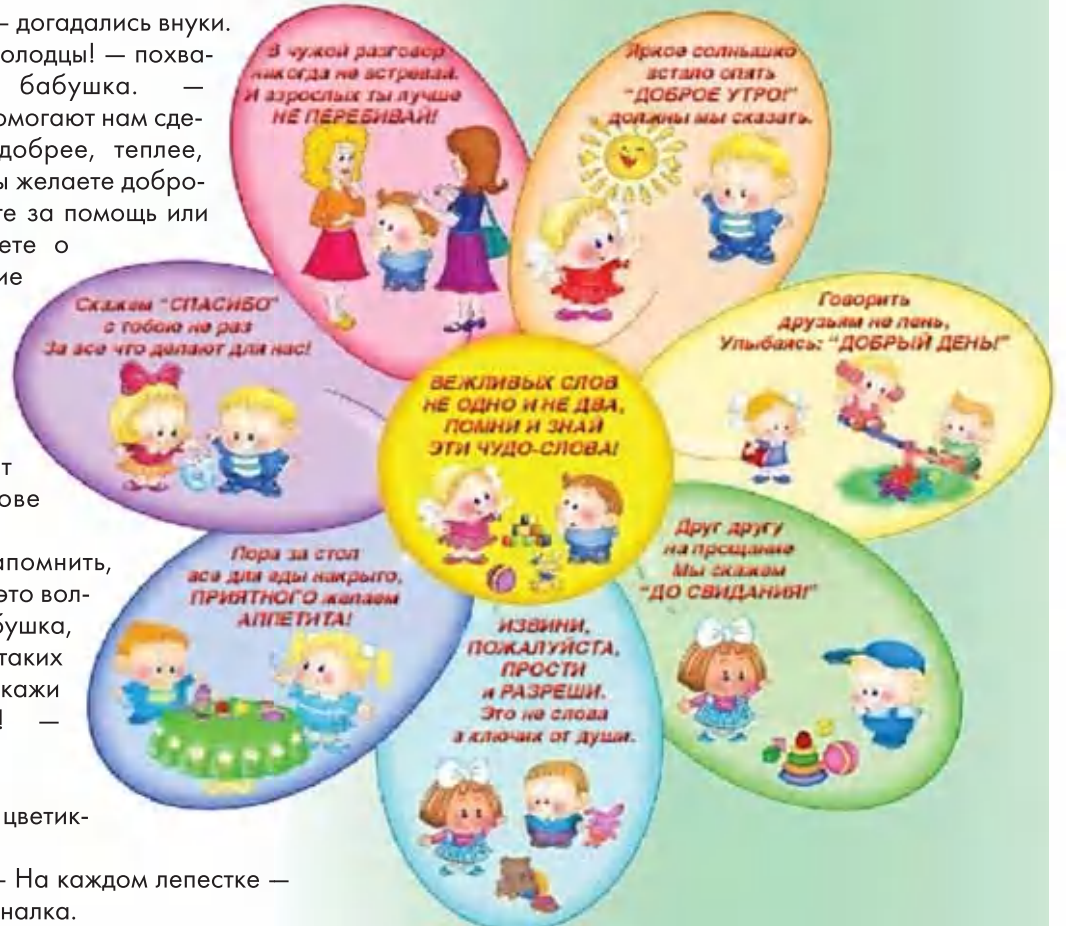 – догадались внуки.
олодцы! — похва-
бабушка. —
омогают нам сде-
добрее, теплее,
ы желаете добро-
те за помощь или
ете о
ие
т
ове
апомнить,
это вол-
бушка,
таких
кажи
! —
цветик-
– На каждом лепестке —
налка.
В чужой разговор
никогда не встревай.
И взрослых ты лучше
НЕ ПЕРЕБИВАЙ!
Яркое солнышко
встало опять
"ДОБРОЕ УТРО!"
должны мы сказать.
Скажем "СПАСИБО"
с тобою не раз
За все что делают для нас!
Говорить
друзьям не лень,
Улыбаясь: "ДОБРЫЙ ДЕНЬ!"
ВЕЖЛИВЫХ СЛОВ
НЕ ОДНО И НЕ ДВА,
ПОМНИ И ЗНАЙ
ЭТИ ЧУДО-СЛОВА!
Пора за стол
все для еды накрыто,
ПРИЯТНОГО желаем
АППЕТИТА!
ИЗВИНИ,
ПОЖАЛУЙСТА,
ПРОСТИ
и РАЗРЕШИ.
Это не слова
а ключик от души.
Друг другу
на прощание
Мы скажем
"ДО СВИДАНИЯ!"